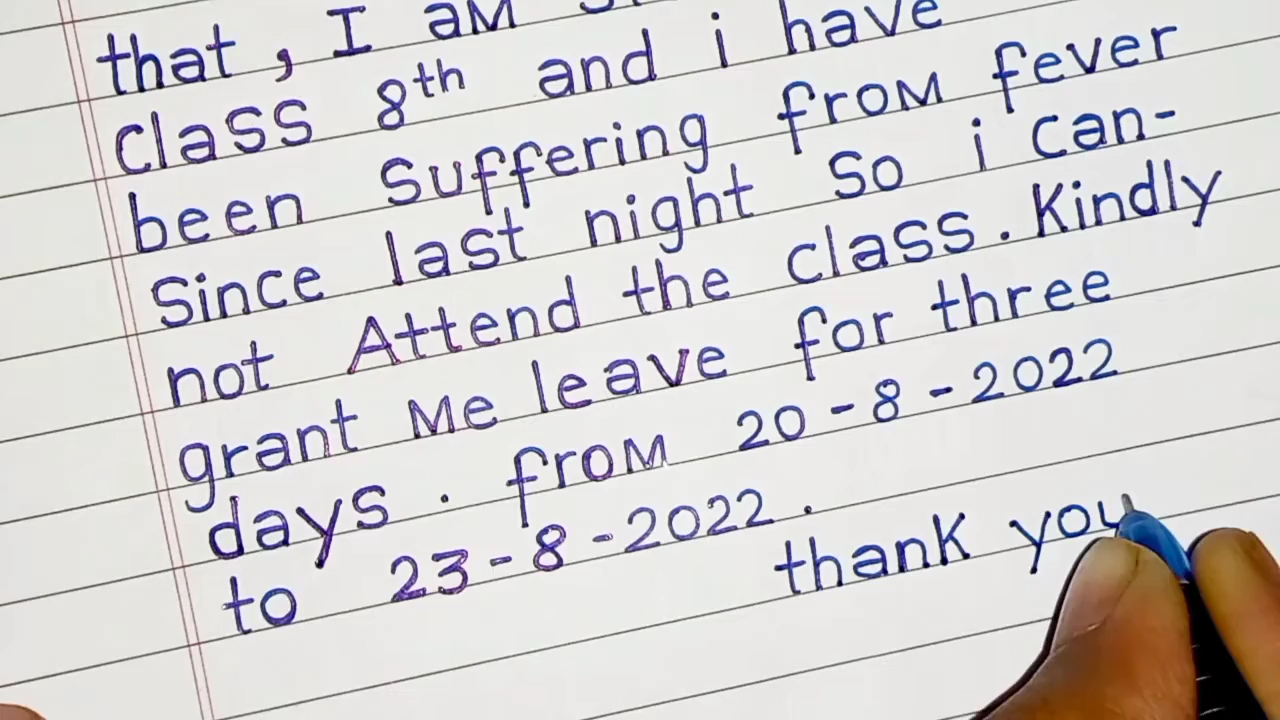 that, I am
class 8th and i have
been suffering from fever
Since last night So i can-
not Attend the class. Kindly
grant Me leave for three
days. from 20-8-2022
to 23-8-2022.
thank you